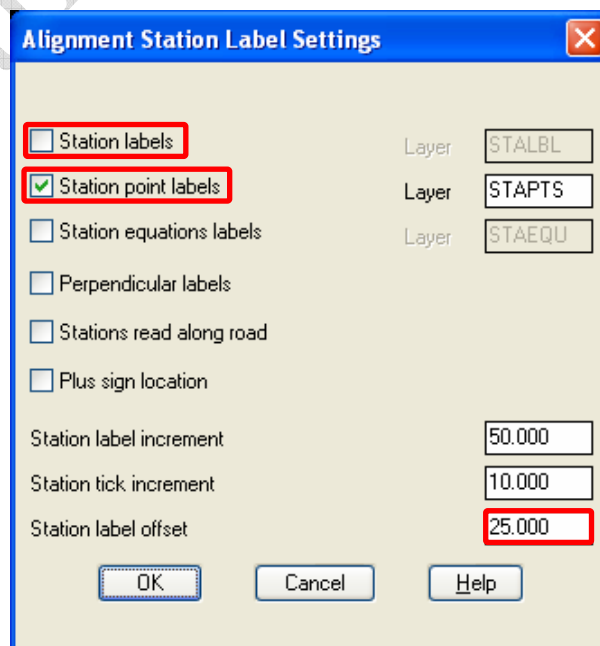 Alignment Station Label Settings
Station labels Layer STALBL
Station point labels Layer STAPTS
Station equations labels Layer STAEQU
Perpendicular labels
Stations read along road
Plus sign location
Station label increment 50.000
Station tick increment 10.000
Station label offset 25.000
OK Cancel Help